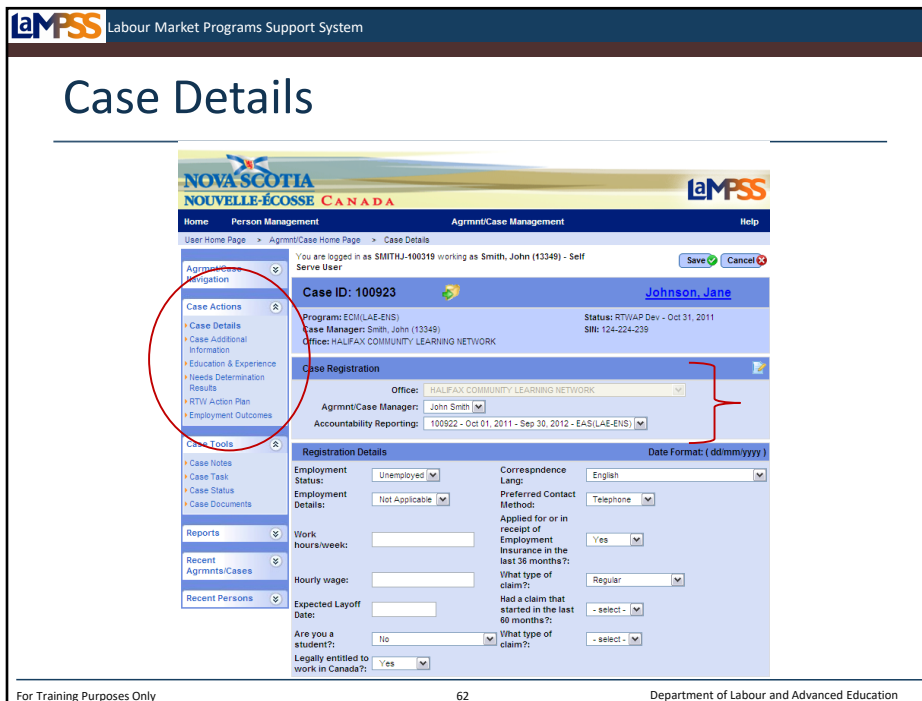 LaMPSS Labour Market Programs Support System
Case Details
NOVA SCOTIA
NOUVELLE-ÉCOSSE CANADA
LaMPSS
Home Person Management Agrmnt/Case Management Help
User Home Page > Agrmnt/Case Home Page > Case Details
You are logged in as SMITHJ-100319 working as Smith, John (13349) - Self
Serve User
Save Cancel
Agrmnt/Case
Navigation
Case Actions
Case Details
Case Additional
Information
Education & Experience
Needs Determination
Results
RTW Action Plan
Employment Outcomes
Case Tools
Case Notes
Case Task
Case Status
Case Documents
Reports
Recent
Agrmnts/Cases
Recent Persons
Case ID: 100923 Johnson, Jane
Program: ECM(LAE-ENS) Status: RTWAP Dev - Oct 31, 2011
Case Manager: Smith, John (13349) SIN: 124-224-239
Office: HALIFAX COMMUNITY LEARNING NETWORK
Case Registration
Office: HALIFAX COMMUNITY LEARNING NETWORK
Agrmnt/Case Manager: John Smith
Accountability Reporting: 100922 - Oct 01, 2011 - Sep 30, 2012 - EAS(LAE-ENS)
Registration Details Date Format: ( dd/mm/yyyy )
Employment
Status: Unemployed
Correspndence
Lang: English
Employment
Details: Not Applicable
Preferred Contact
Method: Telephone
Work
hours/week:
Applied for or in
receipt of
Employment
Insurance in the
last 36 months?: Yes
Hourly wage:
What type of
claim?: Regular
Expected Layoff
Date:
Had a claim that
started in the last
60 months?: - select -
Are you a
student?: No
What type of
claim?: - select -
Legally entitled to
work in Canada?: Yes
For Training Purposes Only 62 Department of Labour and Advanced Education